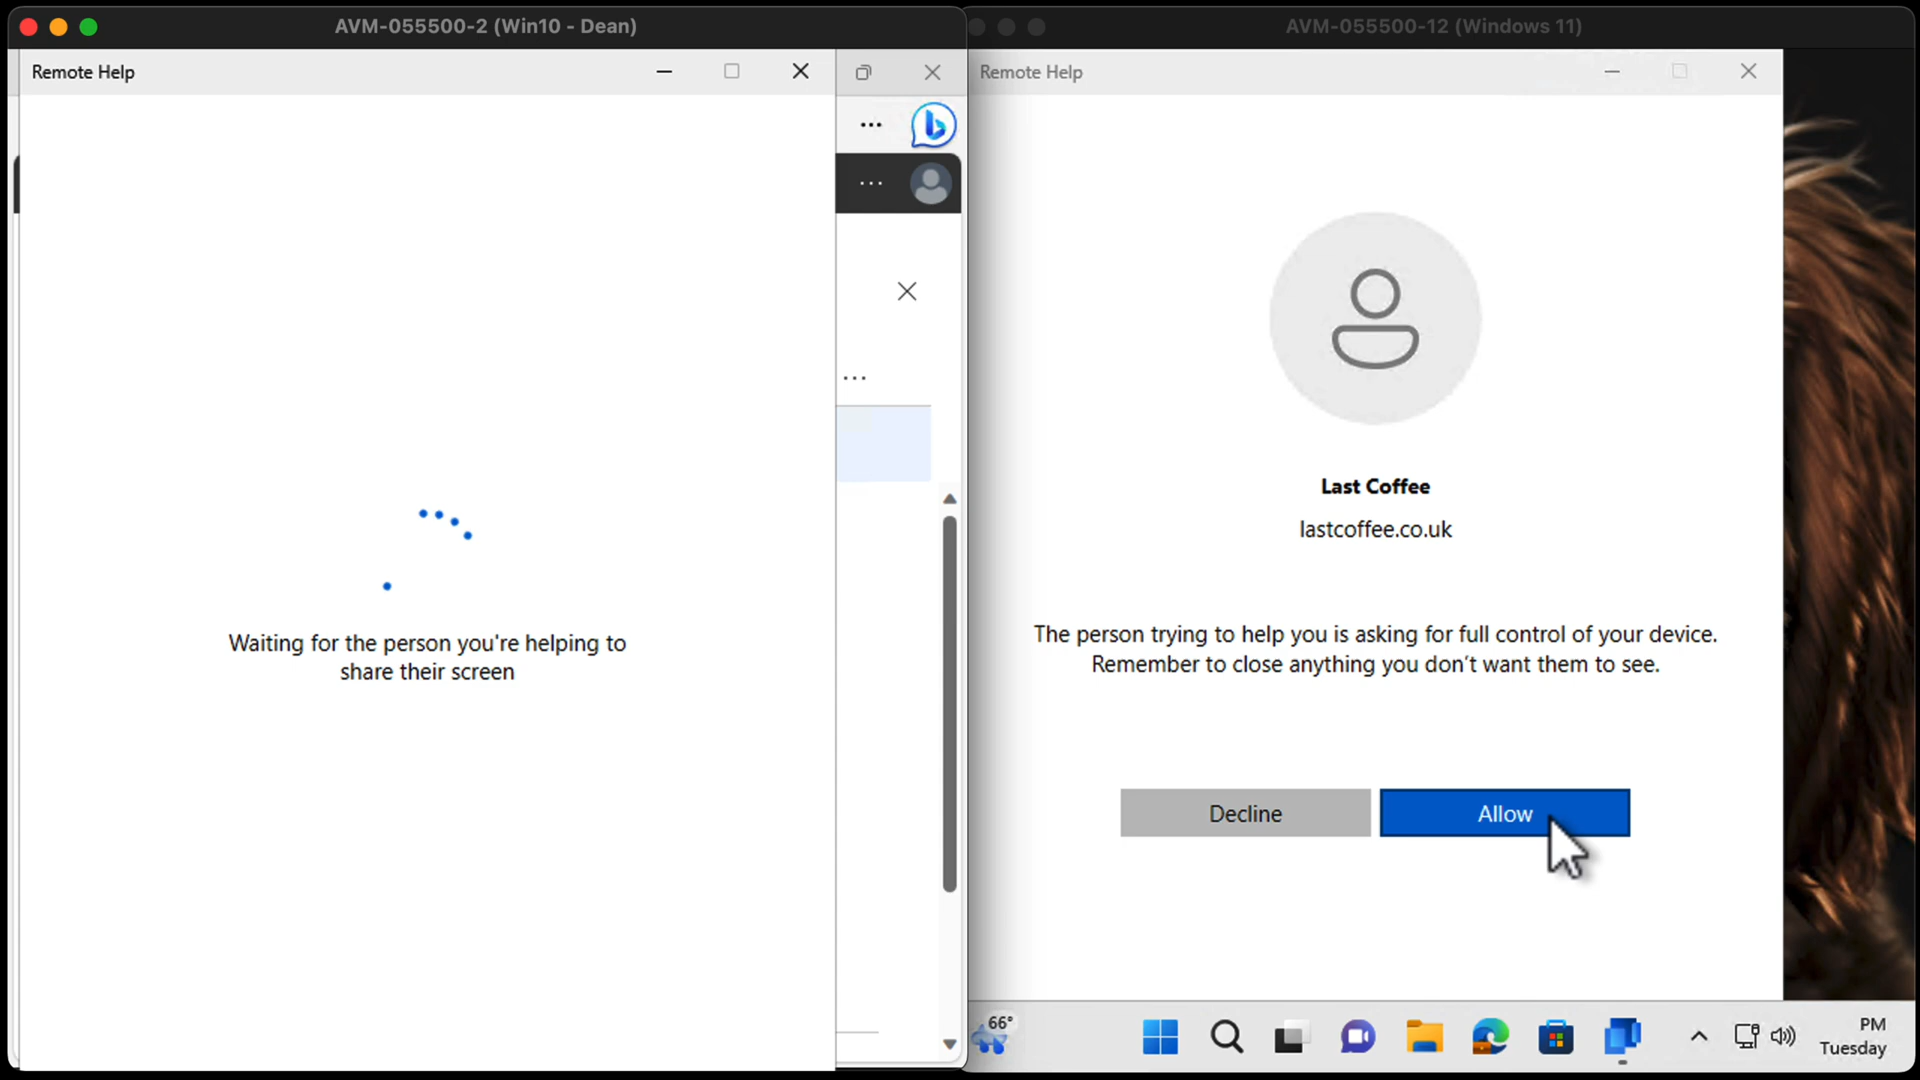 AVM-055500-2 (Win10 - Dean)
Remote Help
Waiting for the person you're helping to
share their screen
AVM-055500-12 (Windows 11)
Remote Help
Last Coffee
lastcoffee.co.uk
The person trying to help you is asking for full control of your device.
Remember to close anything you don't want them to see.
Decline
Allow
66°
PM
Tuesday